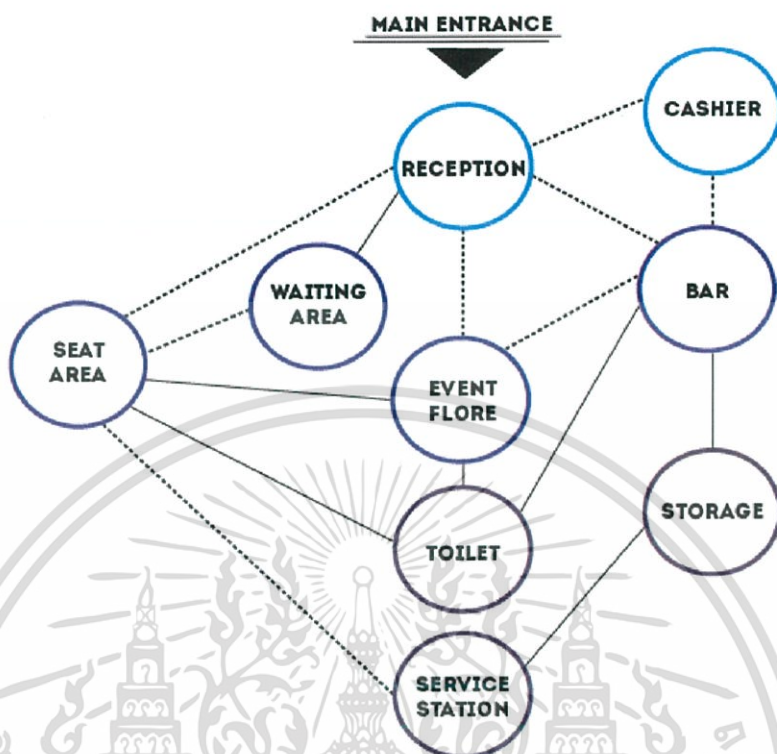 MAIN ENTRANCE
CASHIER
RECEPTION
WAITING
AREA
BAR
SEAT
AREA
EVENT
FLORE
STORAGE
TOILET
SERVICE
STATION